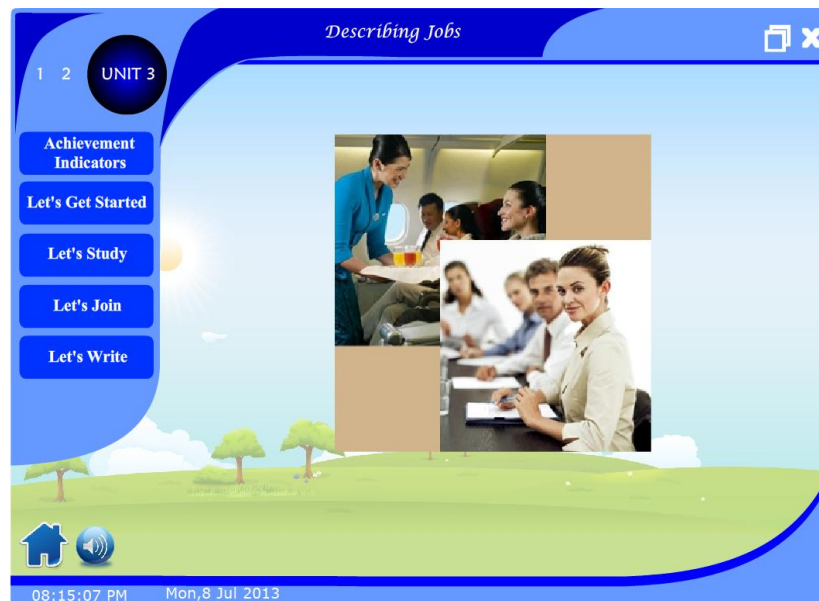 Describing Jobs
1 2 UNIT 3
Achievement
Indicators
Let's Get Started
Let's Study
Let's Join
Let's Write
08:15:07 PM Mon,8 Jul 2013